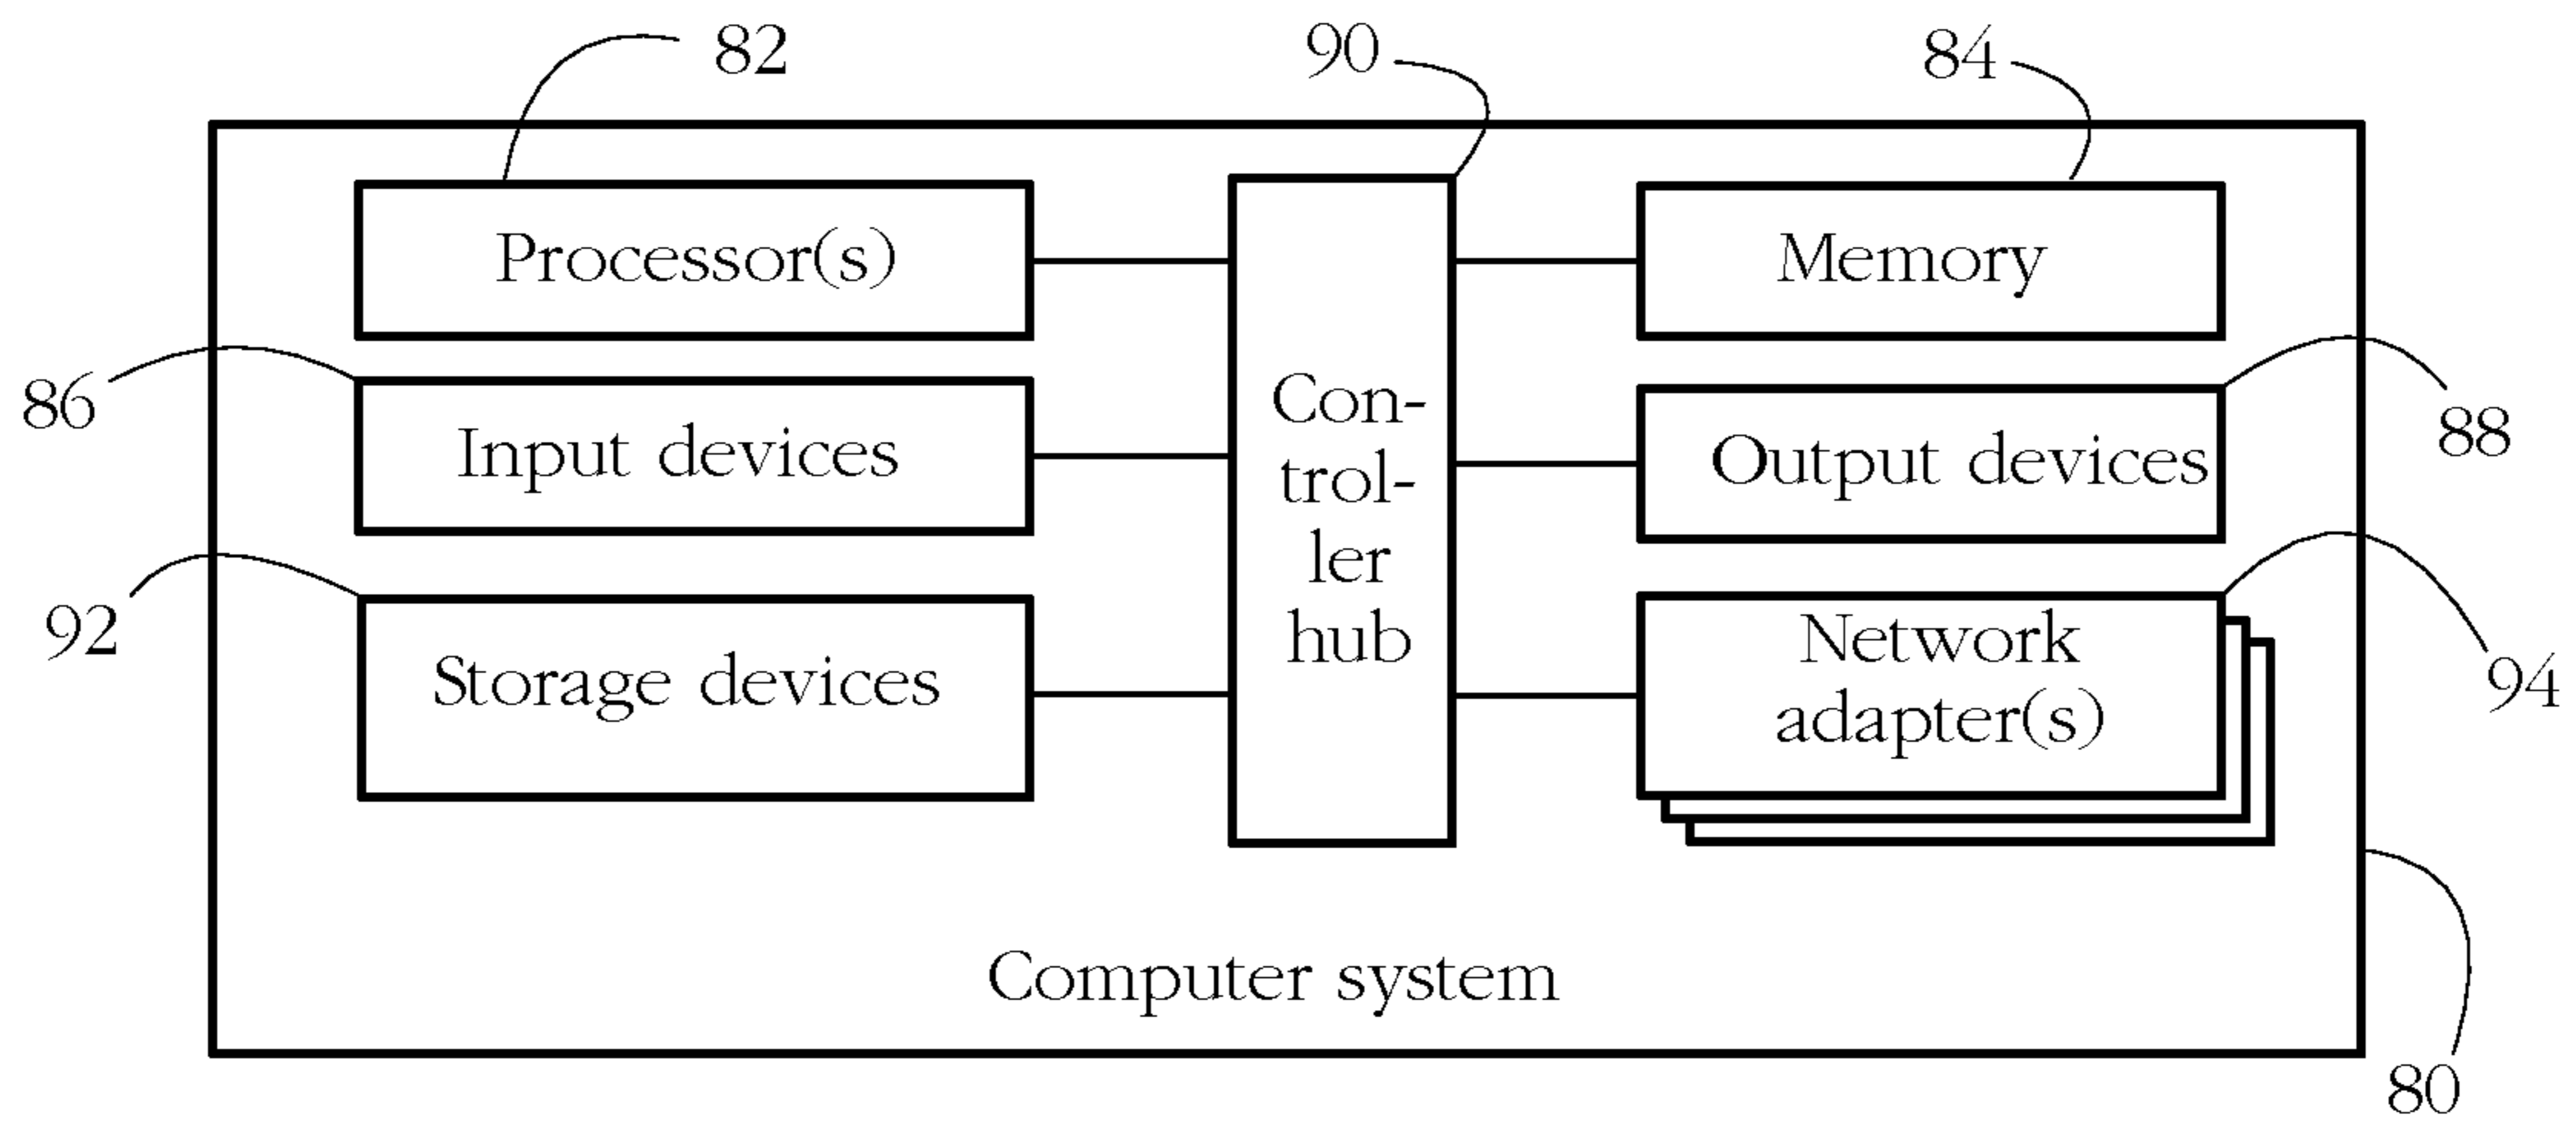 82
90
84
Processor(s)
Memory
86
Input devices
Con-
trol-
ler
hub
Output devices
88
92
Storage devices
Network
adapter(s)
94
Computer system
80